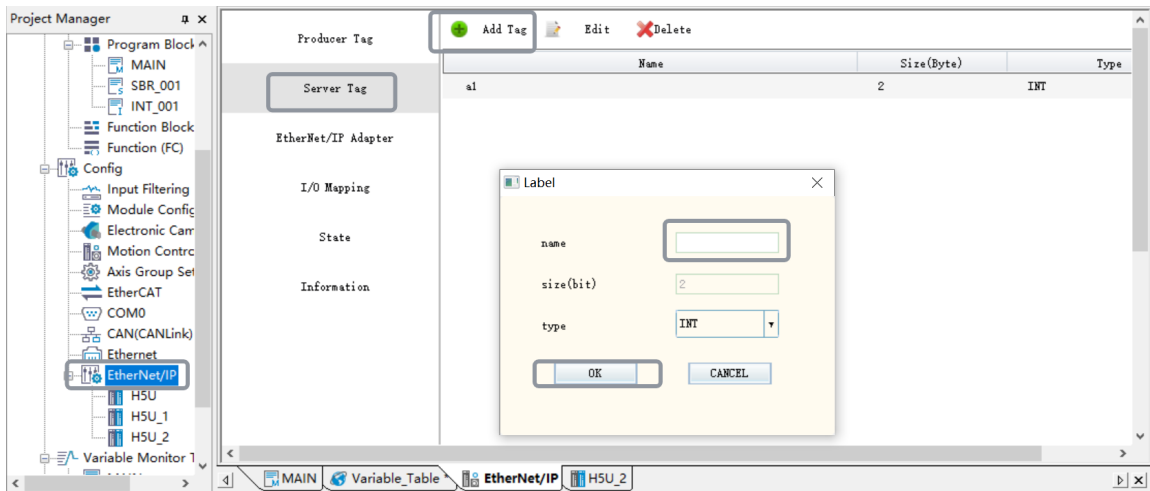 Project Manager
Program Block
MAIN
SBR_001
INT_001
Function Block
Function (FC)
Config
Input Filtering
Module Config
Electronic Cam
Motion Contro
Axis Group Set
EtherCAT
COM0
CAN(CANLink)
Ethernet
EtherNet/IP
H5U
H5U_1
H5U_2
Variable Monitor T
Producer Tag
Server Tag
EtherNet/IP Adapter
I/O Mapping
State
Information
Add Tag Edit Delete
Name Size(Byte) Type
a1 2 INT
Label
name
size(bit) 2
type INT
OK CANCEL
MAIN Variable_Table * EtherNet/IP H5U_2